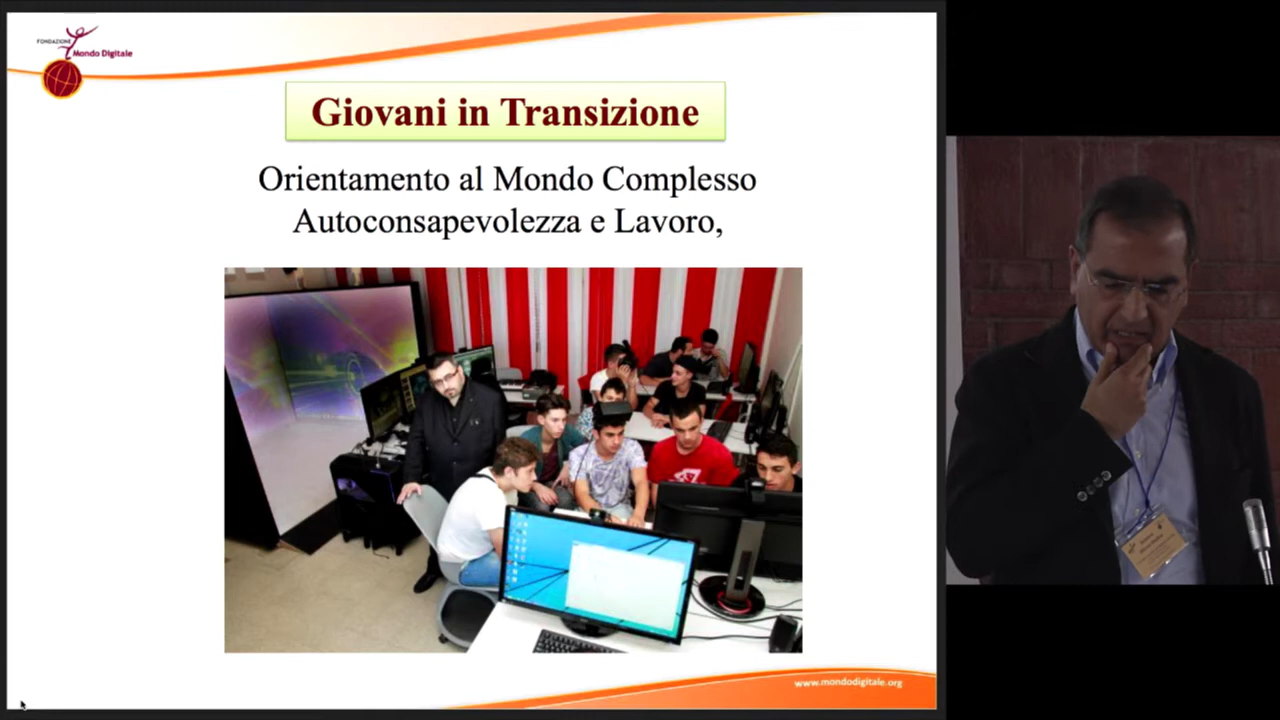 FONDAZIONE
Mondo Digitale
Giovani in Transizione
Orientamento al Mondo Complesso
Autoconsapevolezza e Lavoro,
www.mondodigitale.org